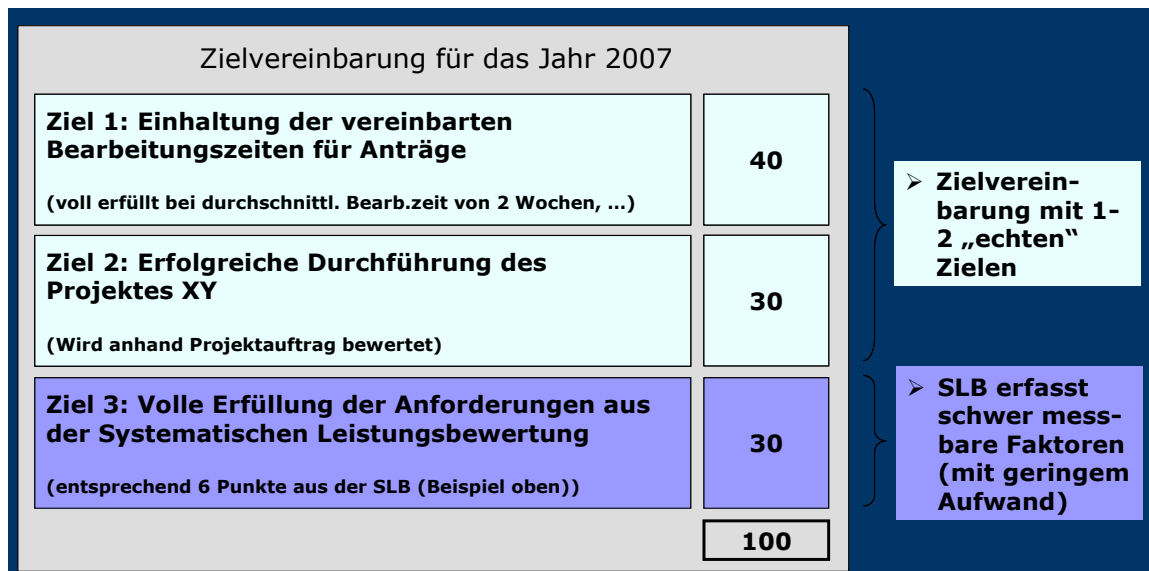 Zielvereinbarung für das Jahr 2007
Ziel 1: Einhaltung der vereinbarten
Bearbeitungszeiten für Anträge
(voll erfüllt bei durchschnittl. Bearb.zeit von 2 Wochen, ...)
40
Ziel 2: Erfolgreiche Durchführung des
Projektes XY
(Wird anhand Projektauftrag bewertet)
30
Ziel 3: Volle Erfüllung der Anforderungen aus
der Systematischen Leistungsbewertung
(entsprechend 6 Punkte aus der SLB (Beispiel oben))
30
100
➢ Zielverein-
barung mit 1-
2 „echten“
Zielen
➢ SLB erfasst
schwer mess-
bare Faktoren
(mit geringem
Aufwand)